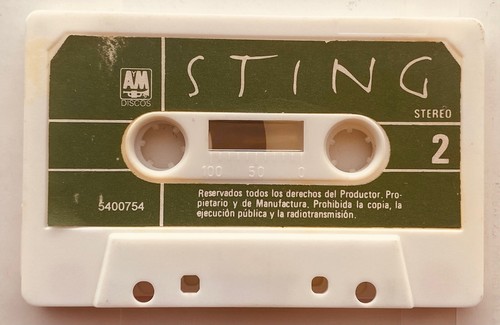 A&M
DISCOS
STING
STEREO
2
100 50 0
5400754
Reservados todos los derechos del Productor, Pro-
pietario y de Manufactura. Prohibida la copia, la
ejecución pública y la radiotransmisión.